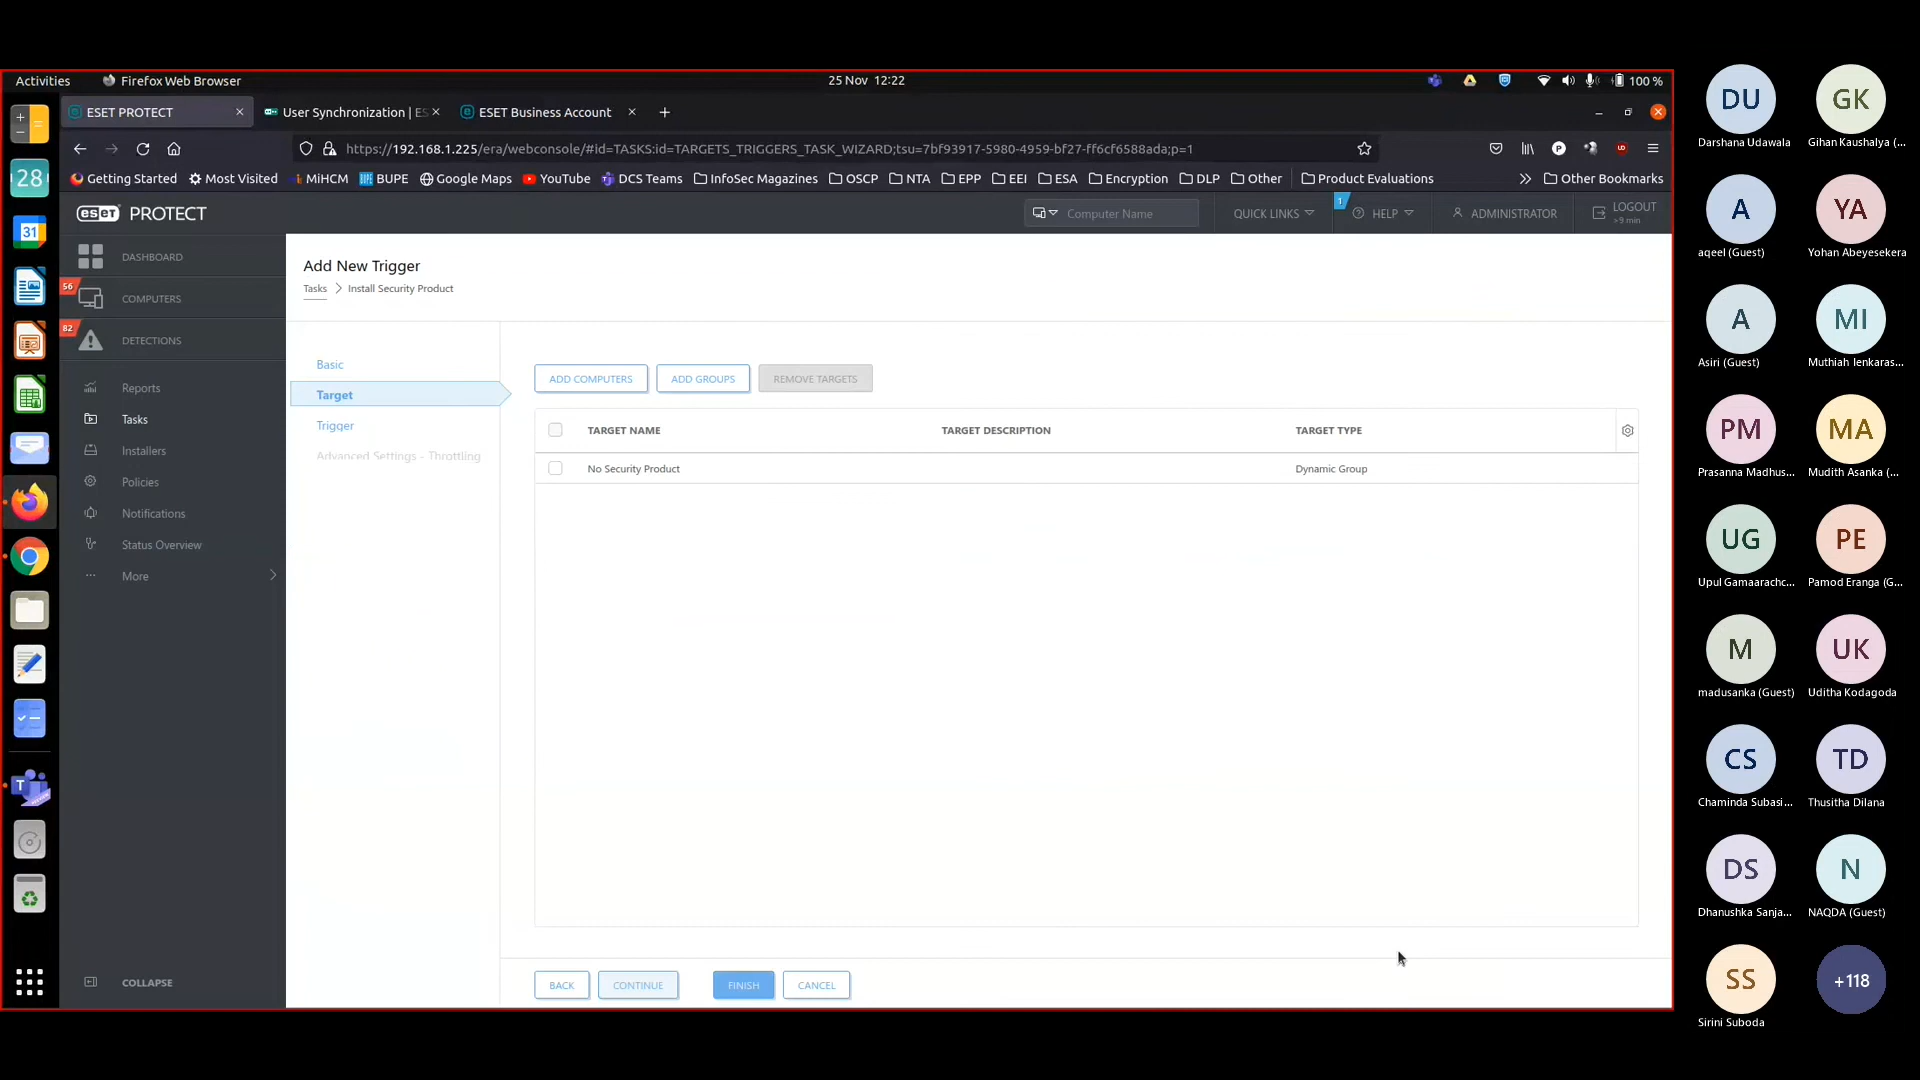 Activities
Firefox Web Browser
25 Nov 12:22
100 %
ESET PROTECT
User Synchronization | ES
ESET Business Account
https://192.168.1.225/era/webconsole/#id=TASKS:id=TARGETS_TRIGGERS_TASK_WIZARD;tsu=7bf93917-5980-4959-bf27-ff6cf6588ada;p=1
Getting Started
Most Visited
MiHCM
BUPE
Google Maps
YouTube
DCS Teams
InfoSec Magazines
OSCP
NTA
EPP
EEI
ESA
Encryption
DLP
Other
Product Evaluations
Other Bookmarks
eset PROTECT
Computer Name
QUICK LINKS
1
HELP
ADMINISTRATOR
LOGOUT
>9 min
DASHBOARD
56
COMPUTERS
82
DETECTIONS
Reports
Tasks
Installers
Policies
Notifications
Status Overview
More
COLLAPSE
28
31
T
Add New Trigger
Tasks > Install Security Product
Basic
Target
Trigger
Advanced Settings - Throttling
ADD COMPUTERS
ADD GROUPS
REMOVE TARGETS
TARGET NAME
TARGET DESCRIPTION
TARGET TYPE
No Security Product
Dynamic Group
BACK
CONTINUE
FINISH
CANCEL
DU
Darshana Udawala
GK
Gihan Kaushalya (...
A
aqeel (Guest)
YA
Yohan Abeyesekera
A
Asiri (Guest)
MI
Muthiah Ienkaras...
PM
Prasanna Madhus...
MA
Mudith Asanka (...
UG
Upul Gamaarachc...
PE
Pamod Eranga (G...
M
madusanka (Guest)
UK
Uditha Kodagoda
CS
Chaminda Subasi...
TD
Thusitha Dilana
DS
Dhanushka Sanja...
N
NAQDA (Guest)
SS
Sirini Suboda
+118